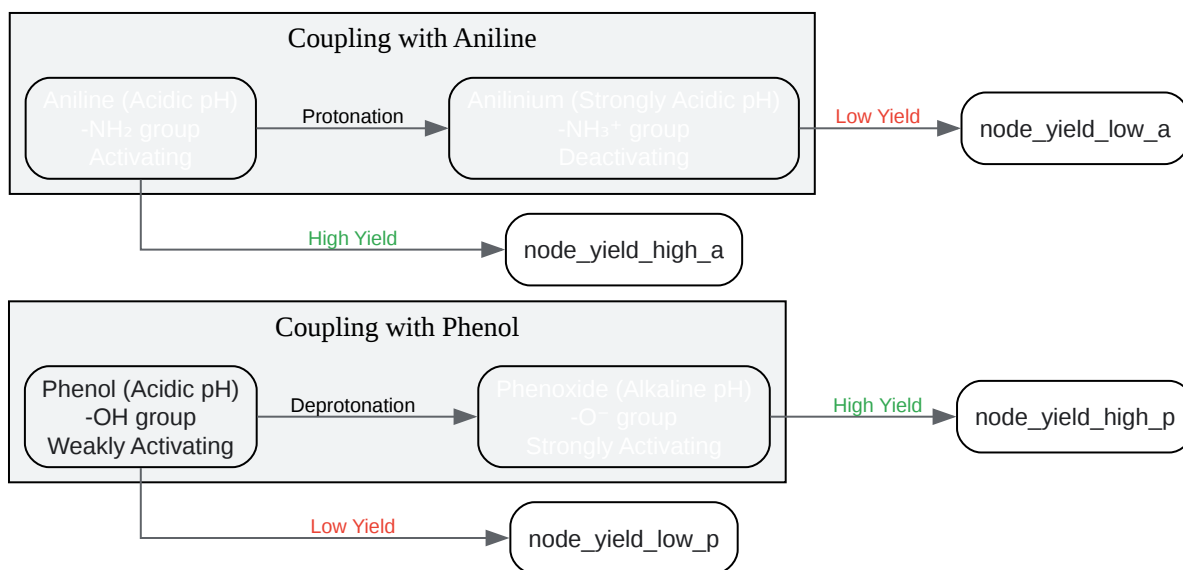 Coupling with Aniline
Aniline (Acidic pH)
-NH₂ group
Activating
Protonation
Anilinium (Strongly Acidic pH)
-NH₃⁺ group
Deactivating
Low Yield
node_yield_low_a
High Yield
node_yield_high_a
Coupling with Phenol
Phenol (Acidic pH)
-OH group
Weakly Activating
Deprotonation
Phenoxide (Alkaline pH)
-O⁻ group
Strongly Activating
High Yield
node_yield_high_p
Low Yield
node_yield_low_p